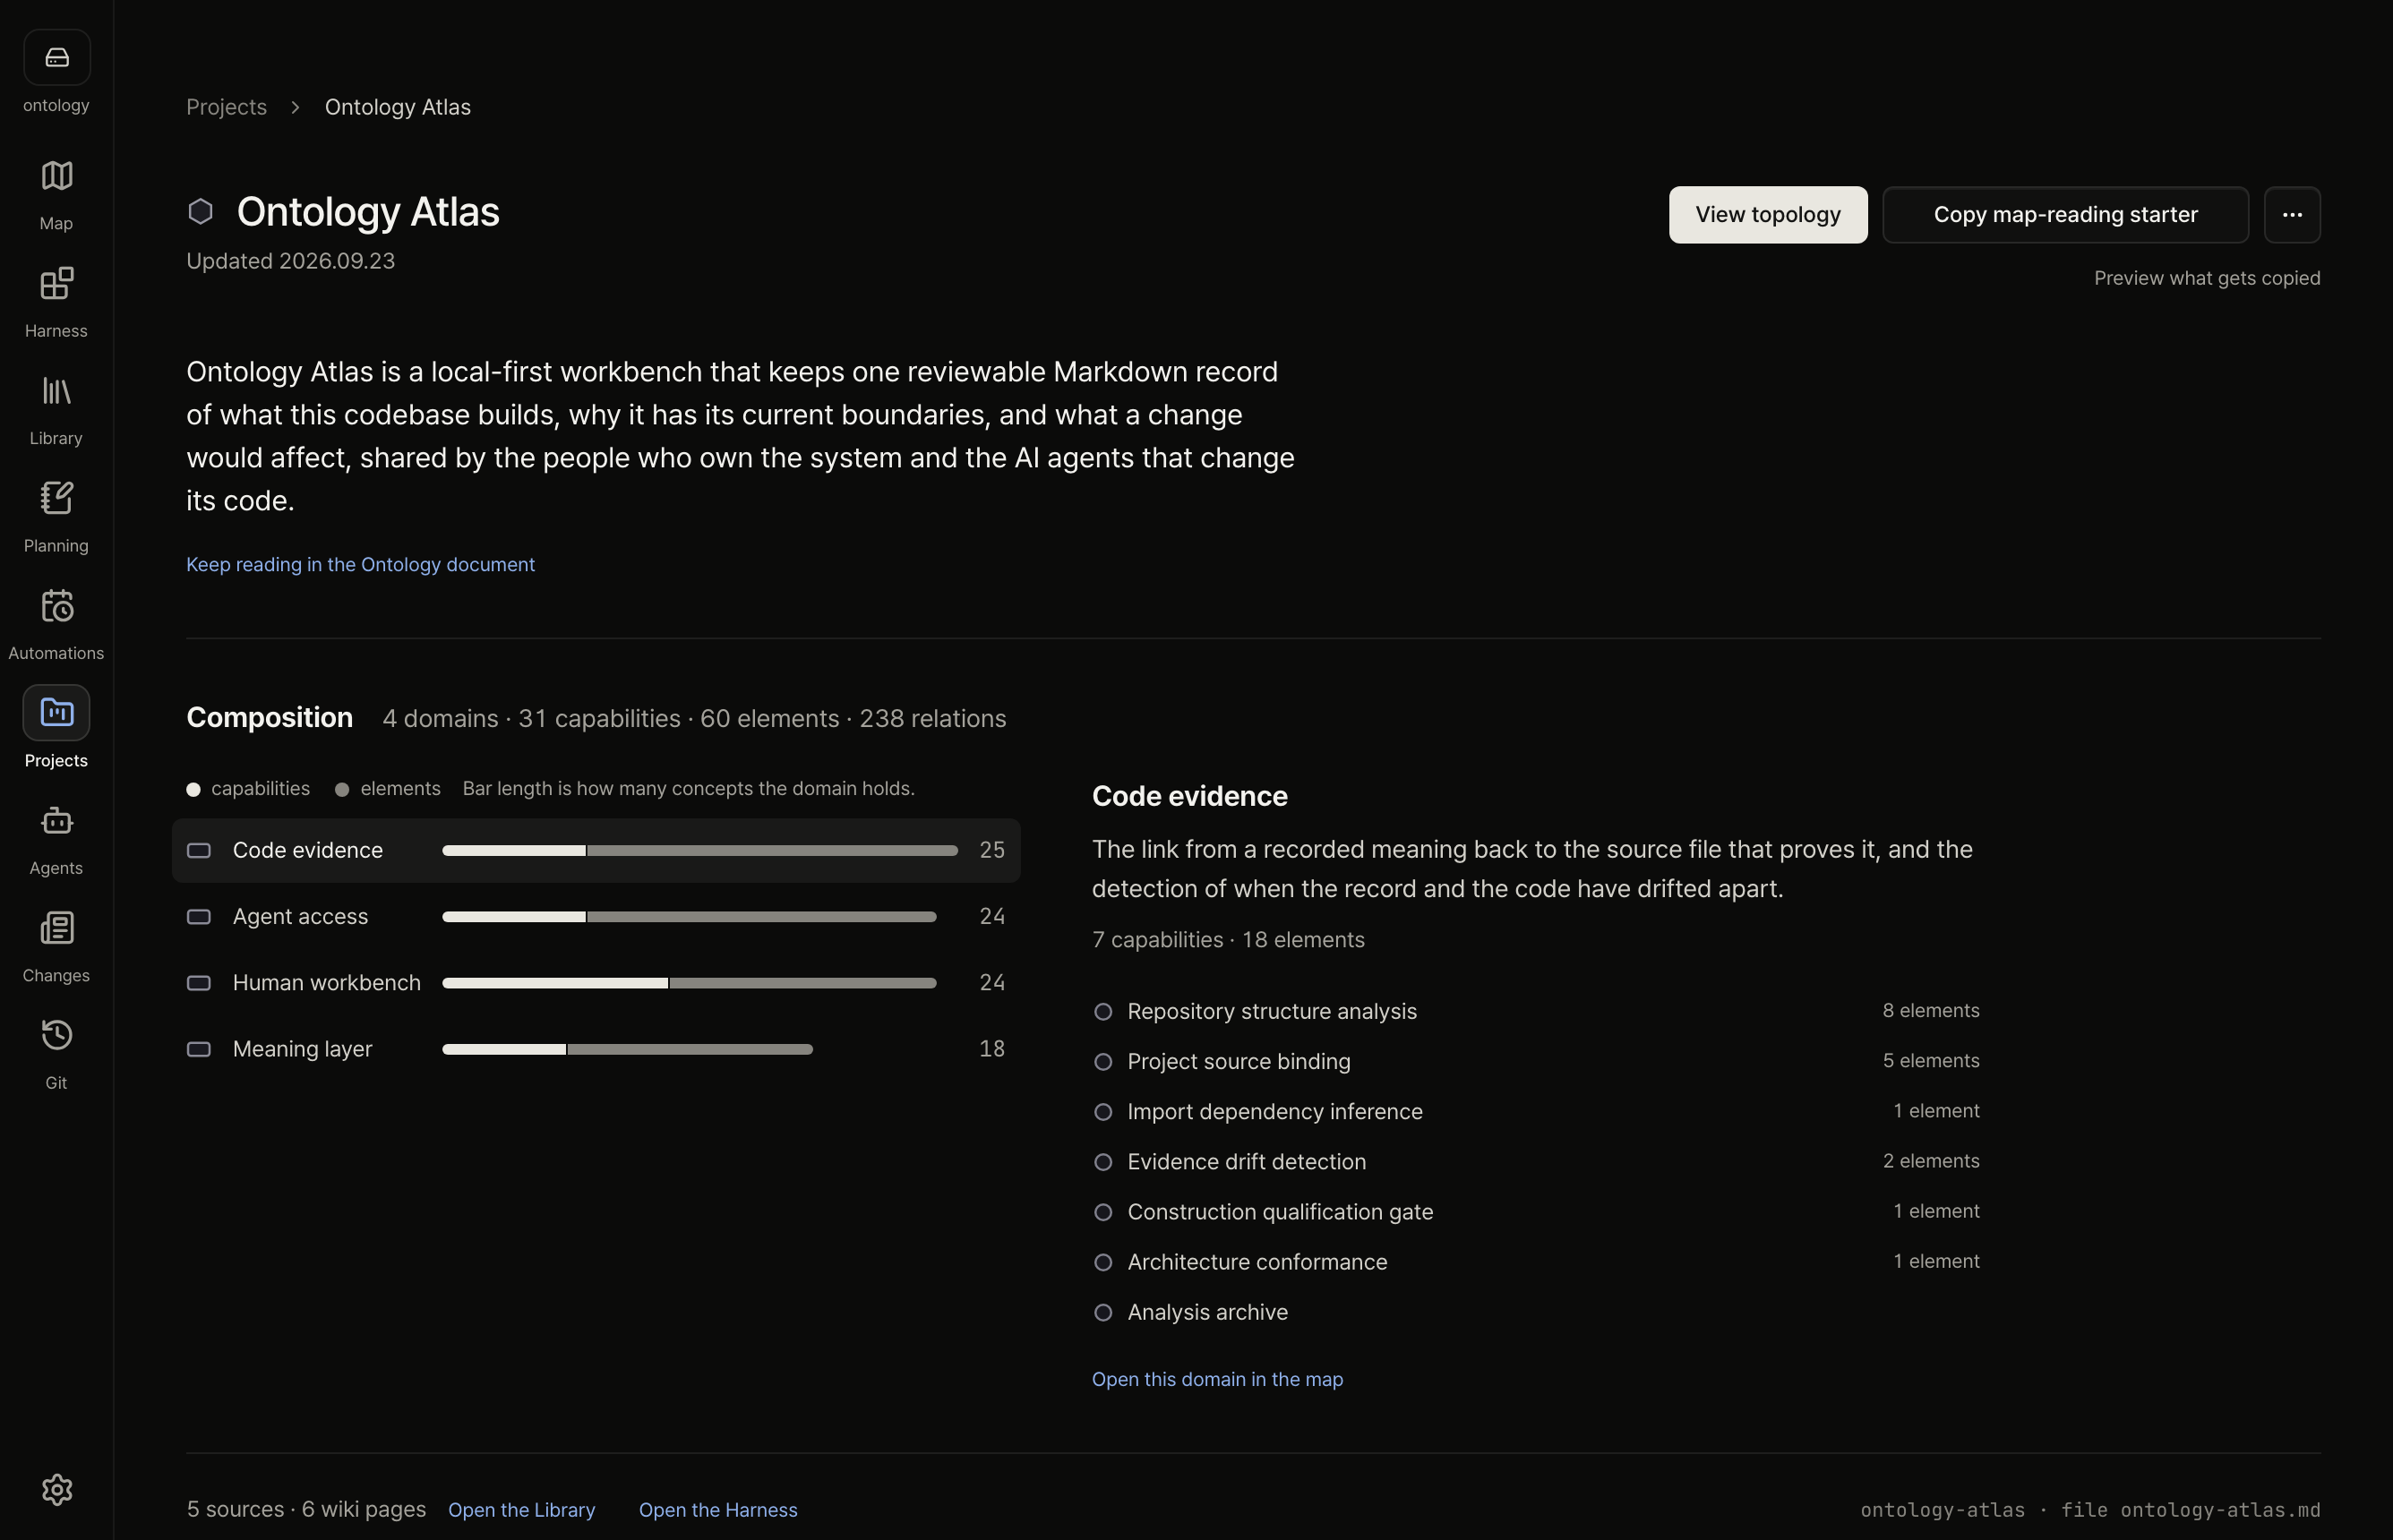 ontology
Map
Harness
Library
Planning
Automations
Projects
Agents
Changes
Git
Projects
Ontology Atlas
Ontology Atlas
Updated 2026.09.23
View topology
Copy map-reading starter
Preview what gets copied
Ontology Atlas is a local-first workbench that keeps one reviewable Markdown record
of what this codebase builds, why it has its current boundaries, and what a change
would affect, shared by the people who own the system and the AI agents that change
its code.
Keep reading in the Ontology document
Composition 4 domains · 31 capabilities · 60 elements · 238 relations
capabilities elements Bar length is how many concepts the domain holds.
Code evidence 25
Agent access 24
Human workbench 24
Meaning layer 18
Code evidence
The link from a recorded meaning back to the source file that proves it, and the
detection of when the record and the code have drifted apart.
7 capabilities · 18 elements
Repository structure analysis 8 elements
Project source binding 5 elements
Import dependency inference 1 element
Evidence drift detection 2 elements
Construction qualification gate 1 element
Architecture conformance 1 element
Analysis archive
Open this domain in the map
5 sources · 6 wiki pages Open the Library Open the Harness
ontology-atlas · file ontology-atlas.md